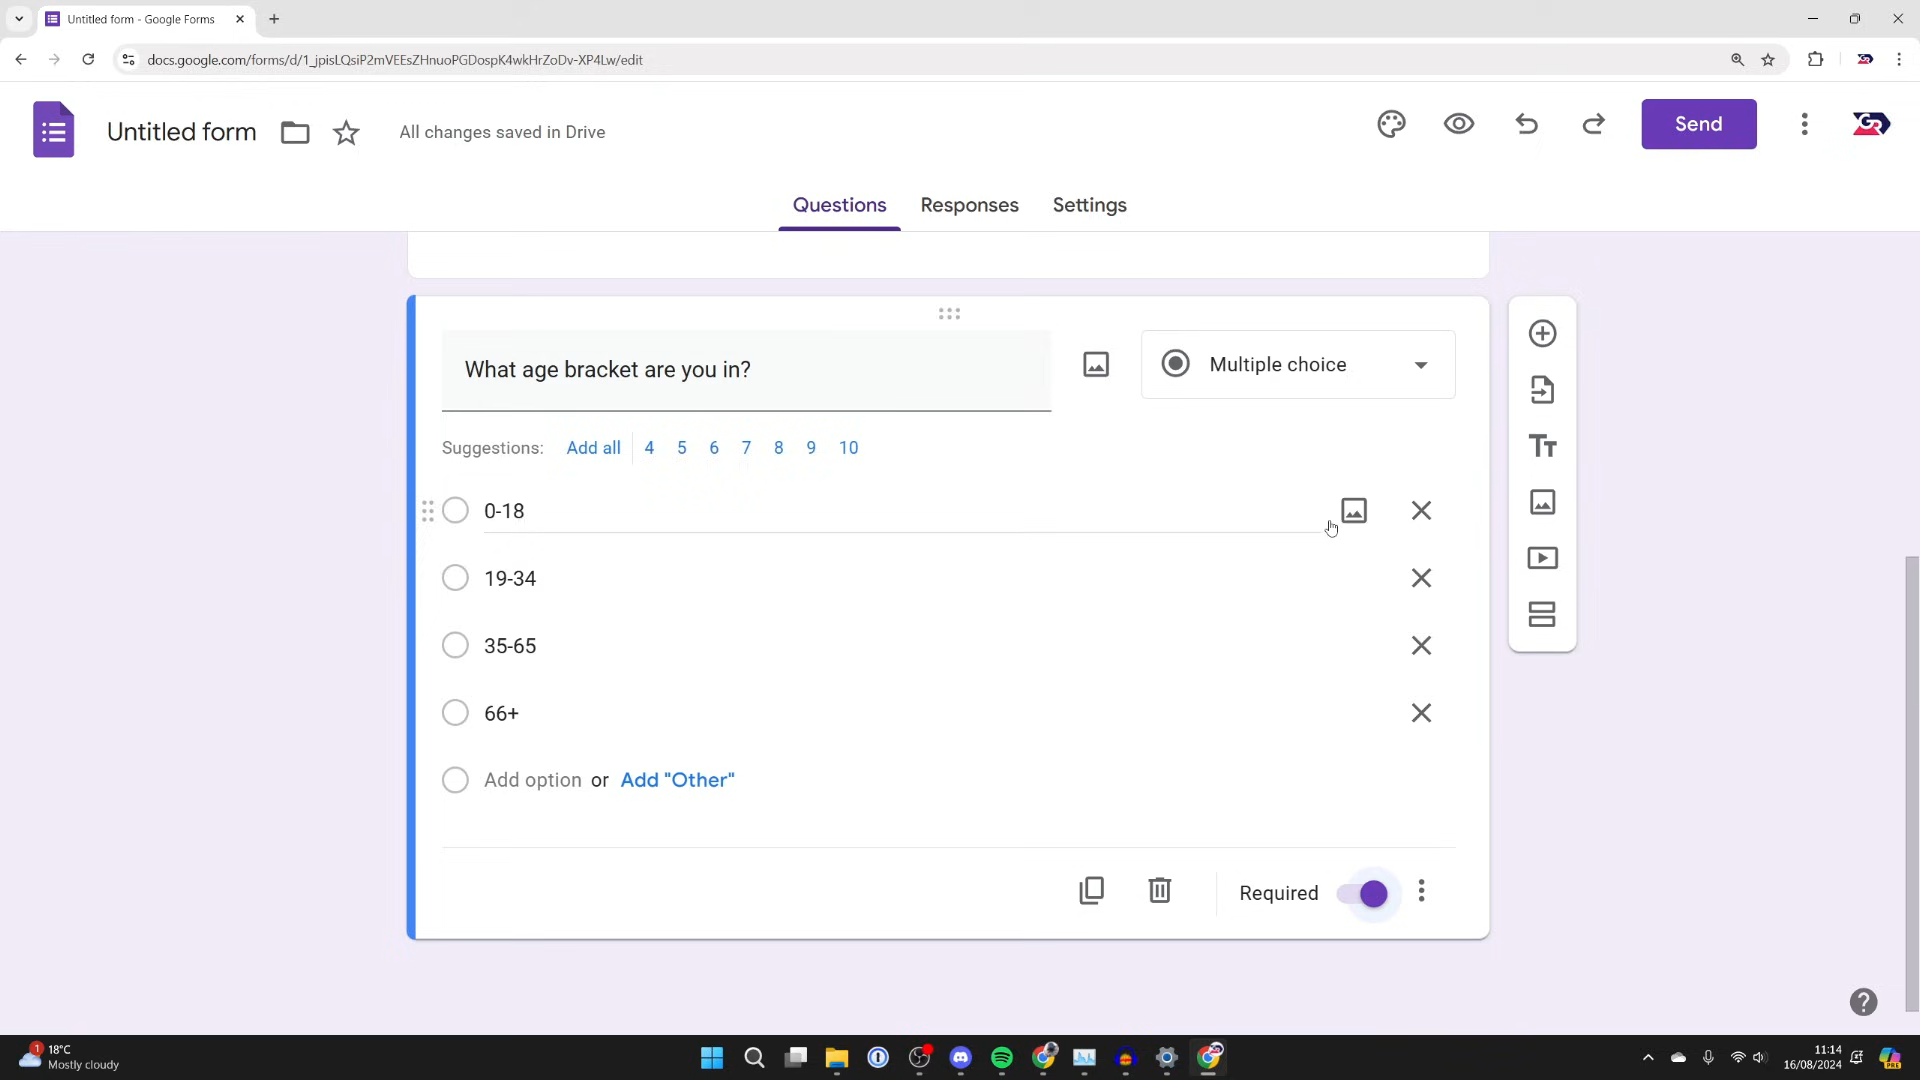 Untitled form - Google Forms
docs.google.com/forms/d/1_jpisLQsiP2mVEEsZHnuoPGDospK4wkHrZoDv-XP4Lw/edit
Untitled form
All changes saved in Drive
Send
Questions Responses Settings
What age bracket are you in?
Multiple choice
Suggestions: Add all 4 5 6 7 8 9 10
0-18
19-34
35-65
66+
Add option or Add "Other"
Required
1
18°C
Mostly cloudy
11:14
16/08/2024
PRE